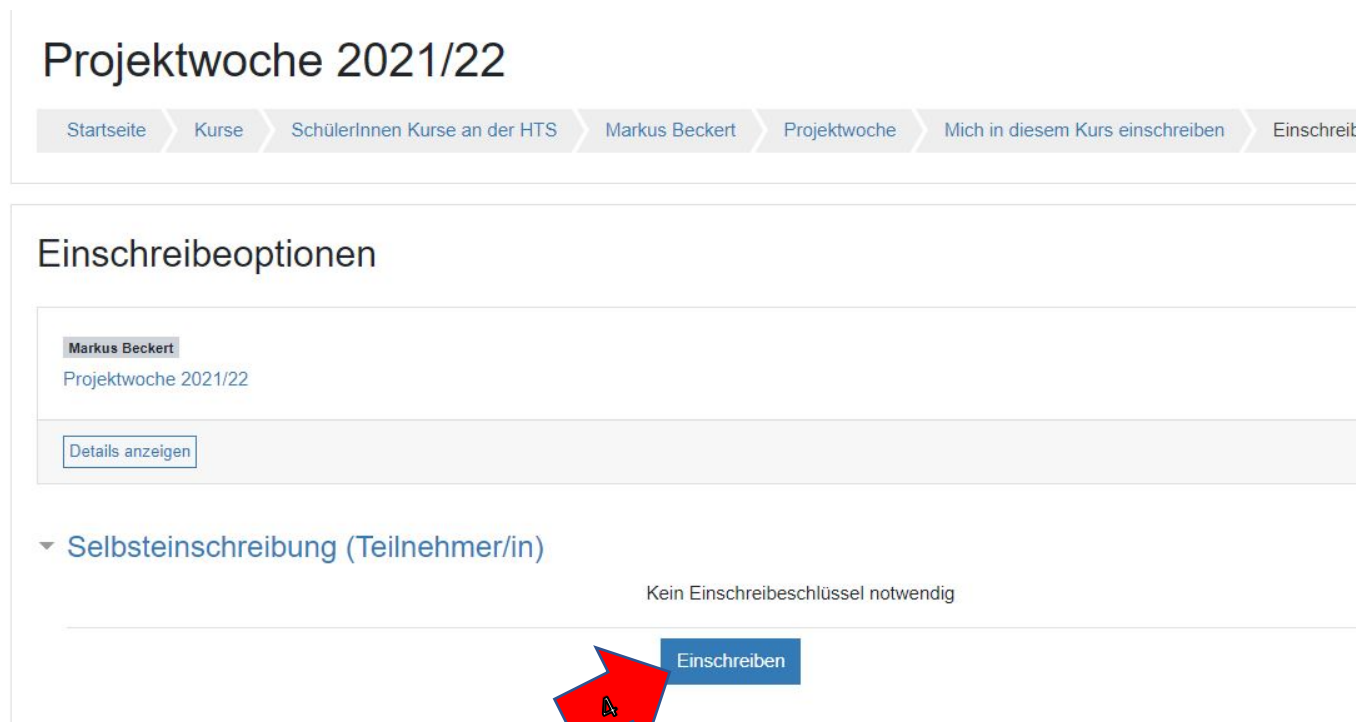 Projektwoche 2021/22
Startseite Kurse SchülerInnen Kurse an der HTS Markus Beckert Projektwoche Mich in diesem Kurs einschreiben Einschreib
Einschreibeoptionen
Markus Beckert
Projektwoche 2021/22
Details anzeigen
Selbsteinschreibung (Teilnehmer/in)
Kein Einschreibeschlüssel notwendig
Einschreiben
4